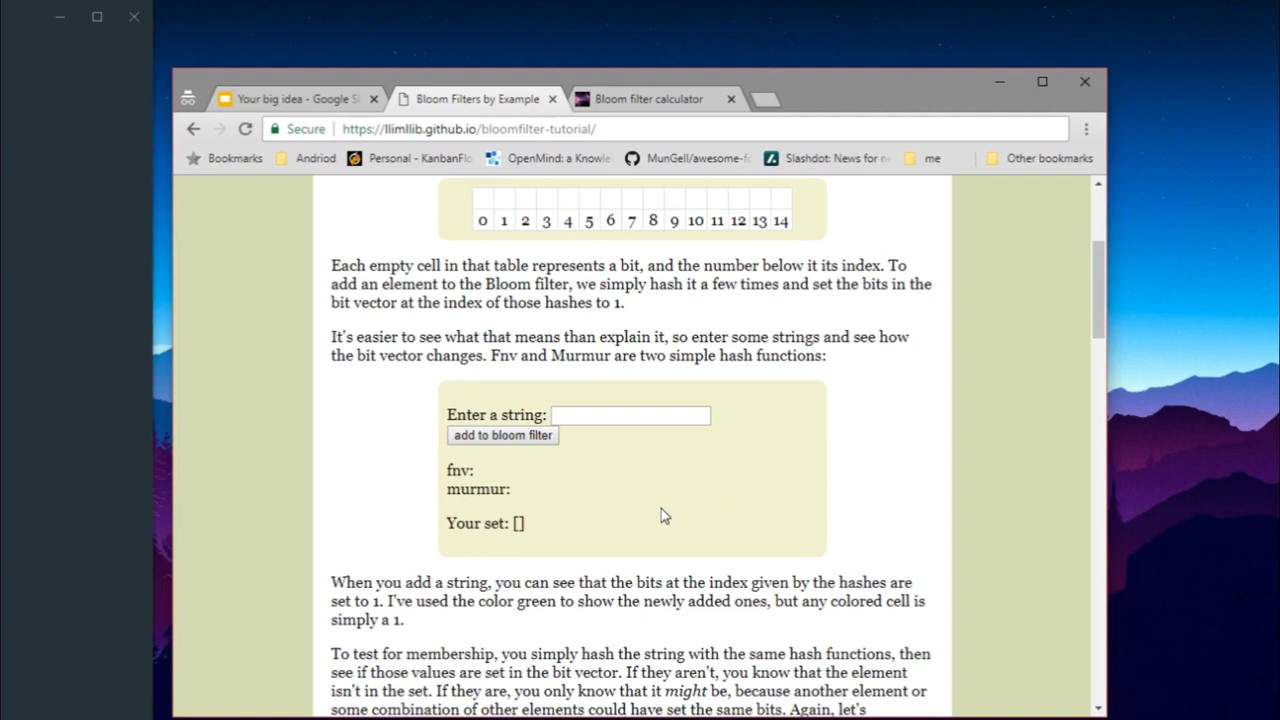 Your big idea - Google Sl
Bloom Filters by Example
Bloom filter calculator
Secure
https://llimllib.github.io/bloomfilter-tutorial/
Bookmarks
Andriod
Personal - KanbanFlo
OpenMind: a Knowle
MunGell/awesome-fo
Slashdot: News for n
me
Other bookmarks
0 1 2 3 4 5 6 7 8 9 10 11 12 13 14
Each empty cell in that table represents a bit, and the number below it its index. To
add an element to the Bloom filter, we simply hash it a few times and set the bits in the
bit vector at the index of those hashes to 1.
It's easier to see what that means than explain it, so enter some strings and see how
the bit vector changes. Fnv and Murmur are two simple hash functions:
Enter a string:
add to bloom filter
fnv:
murmur:
Your set: []
When you add a string, you can see that the bits at the index given by the hashes are
set to 1. I've used the color green to show the newly added ones, but any colored cell is
simply a 1.
To test for membership, you simply hash the string with the same hash functions, then
see if those values are set in the bit vector. If they aren't, you know that the element
isn't in the set. If they are, you only know that it might be, because another element or
some combination of other elements could have set the same bits. Again, let's